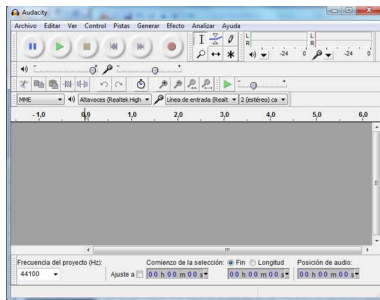 Audacity
Archivo Editar Ver Control Pistas Generar Efecto Analizar Ayuda
L
R
-24 0
L
R
-24 0
MME Altavoces (Realtek High Línea de entrada (Realt 2 (estéreo) ca
- 1,0 0,0 1,0 2,0 3,0 4,0 5,0 6,0
Frecuencia del proyecto (Hz): Comienzo de la selección: Fin Longitud Posición de audio:
44100 Ajuste a 00 h 00 m 00 s 00 h 00 m 00 s 00 h 00 m 00 s